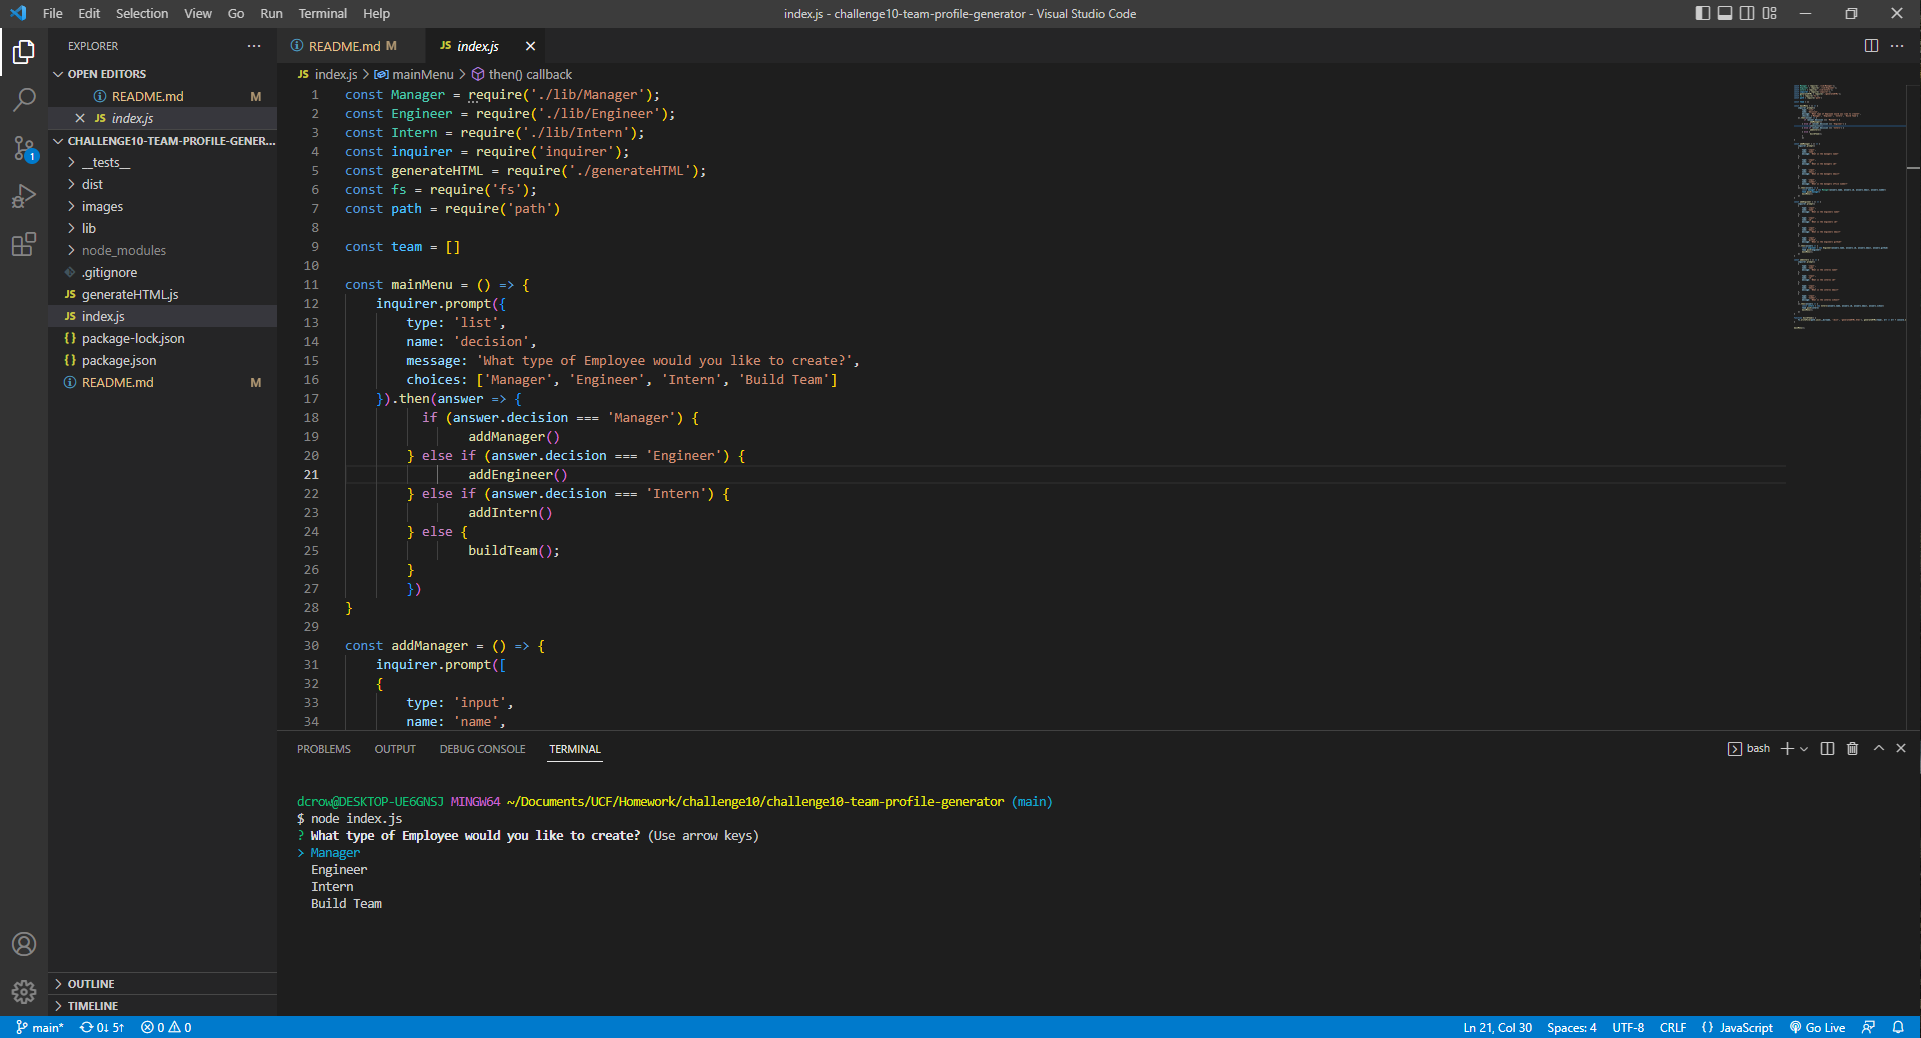 File Edit Selection View Go Run Terminal Help
index.js - challenge10-team-profile-generator - Visual Studio Code
EXPLORER
OPEN EDITORS
README.md M
index.js
CHALLENGE10-TEAM-PROFILE-GENER...
__tests__
dist
images
lib
node_modules
.gitignore
JS generateHTML.js
JS index.js
{} package-lock.json
{} package.json
README.md M
OUTLINE
TIMELINE
1
README.md M
JS index.js
JS index.js > mainMenu > then() callback
1 const Manager = require('./lib/Manager');
2 const Engineer = require('./lib/Engineer');
3 const Intern = require('./lib/Intern');
4 const inquirer = require('inquirer');
5 const generateHTML = require('./generateHTML');
6 const fs = require('fs');
7 const path = require('path')
8
9 const team = []
10
11 const mainMenu = () => {
12 inquirer.prompt({
13 type: 'list',
14 name: 'decision',
15 message: 'What type of Employee would you like to create?',
16 choices: ['Manager', 'Engineer', 'Intern', 'Build Team']
17 }).then(answer => {
18 if (answer.decision === 'Manager') {
19 addManager()
20 } else if (answer.decision === 'Engineer') {
21 addEngineer()
22 } else if (answer.decision === 'Intern') {
23 addIntern()
24 } else {
25 buildTeam();
26 }
27 })
28 }
29
30 const addManager = () => {
31 inquirer.prompt([
32 {
33 type: 'input',
34 name: 'name',
PROBLEMS OUTPUT DEBUG CONSOLE TERMINAL
bash
dcrow@DESKTOP-UE6GNSJ MINGW64 ~/Documents/UCF/Homework/challenge10/challenge10-team-profile-generator (main)
$ node index.js
? What type of Employee would you like to create? (Use arrow keys)
> Manager
Engineer
Intern
Build Team
main* 0↓ 5↑ 0 0
Ln 21, Col 30 Spaces: 4 UTF-8 CRLF {} JavaScript Go Live